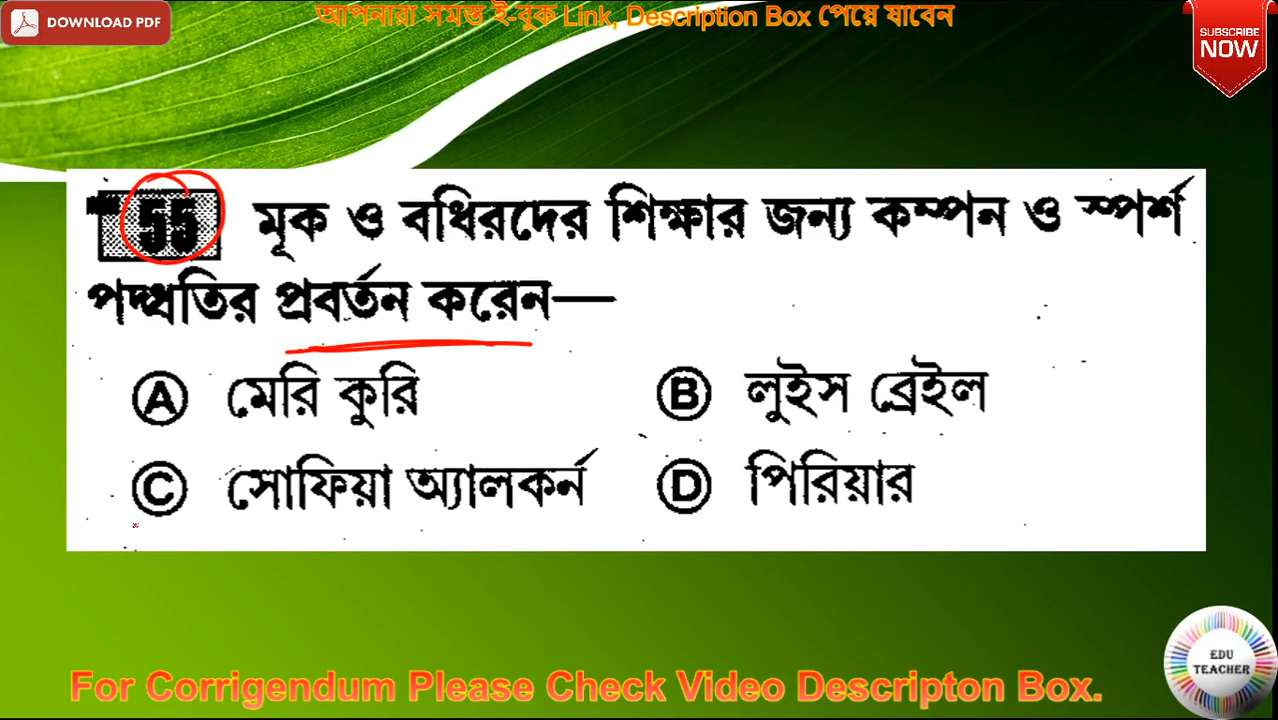 DOWNLOAD PDF
আপনারা সমস্ত ই-বুক Link, Description Box পেয়ে যাবেন
SUBSCRIBE
NOW
55 মূক ও বধিরদের শিক্ষার জন্য কম্পন ও স্পর্শ
পদ্ধতির প্রবর্তন করেন—
A মেরি কুরি
B লুইস ব্রেইল
C সোফিয়া অ্যালকর্ন
D পিরিয়ার
EDU
TEACHER
For Corrigendum Please Check Video Descripton Box.